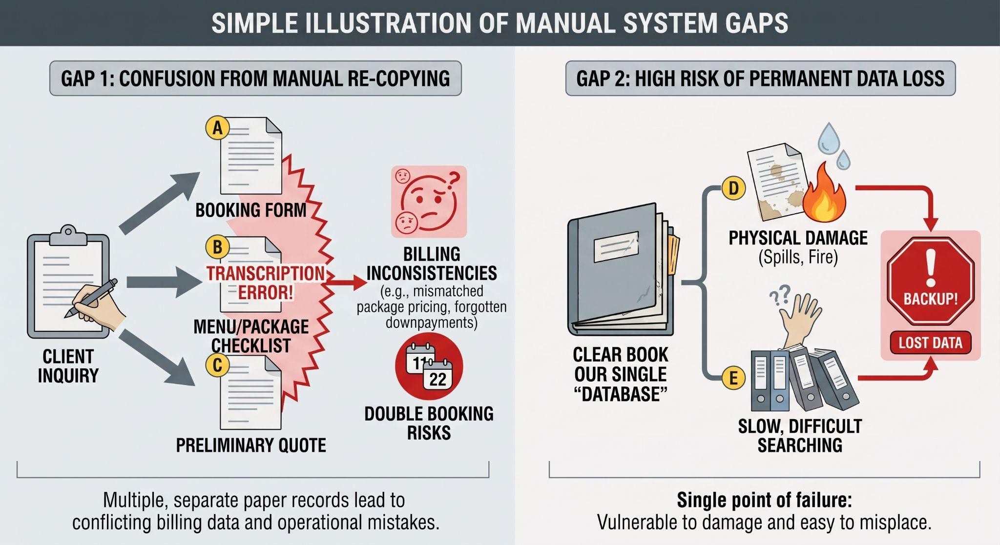 SIMPLE ILLUSTRATION OF MANUAL SYSTEM GAPS
GAP 1: CONFUSION FROM MANUAL RE-COPYING
CLIENT
INQUIRY
A
BOOKING FORM
B
TRANSCRIPTION
ERROR!
MENU/PACKAGE
CHECKLIST
C
PRELIMINARY QUOTE
?
BILLING
INCONSISTENCIES
(e.g., mismatched
package pricing, forgotten
downpayments)
11
22
DOUBLE BOOKING
RISKS
Multiple, separate paper records lead to
conflicting billing data and operational mistakes.
GAP 2: HIGH RISK OF PERMANENT DATA LOSS
CLEAR BOOK
OUR SINGLE
“DATABASE”
D
PHYSICAL DAMAGE
(Spills, Fire)
??
E
SLOW, DIFFICULT
SEARCHING
!
BACKUP!
LOST DATA
Single point of failure:
Vulnerable to damage and easy to misplace.